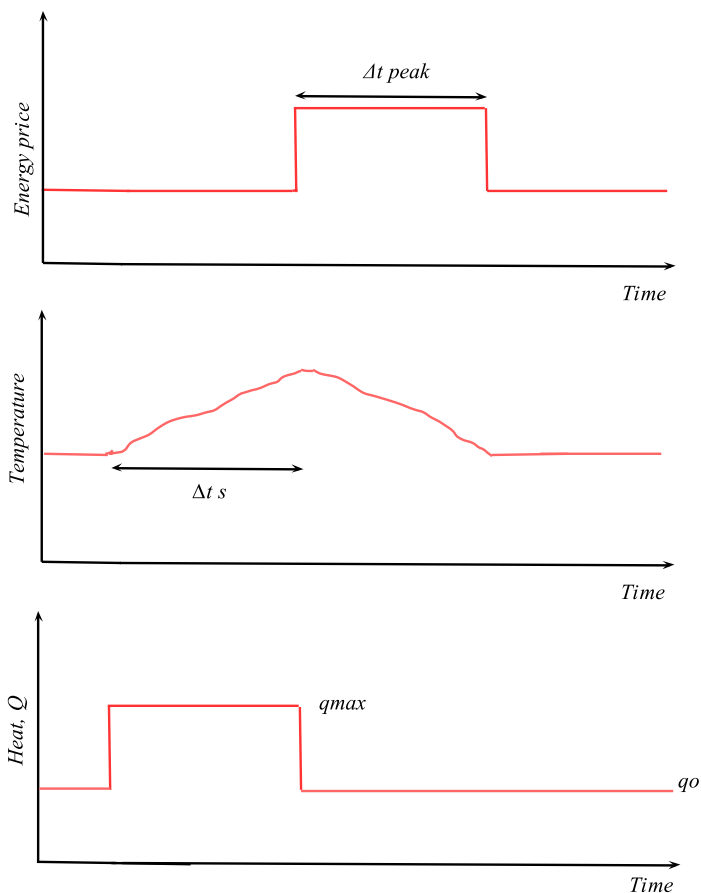 Δt peak
Energy price
Time
Temperature
Δt s
Time
Heat, Q
qmax
qo
Time